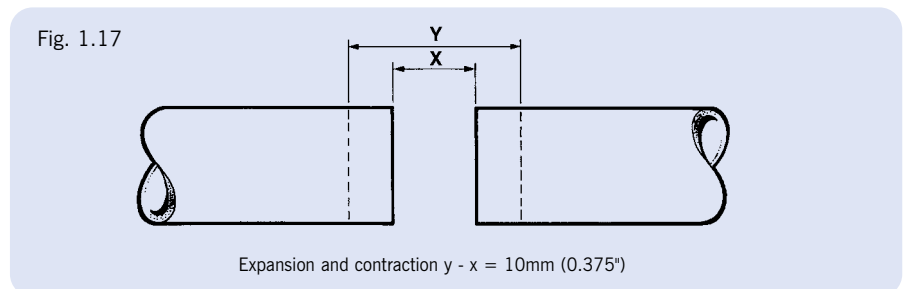 Fig. 1.17
Y
X
Expansion and contraction y - x = 10mm (0.375")